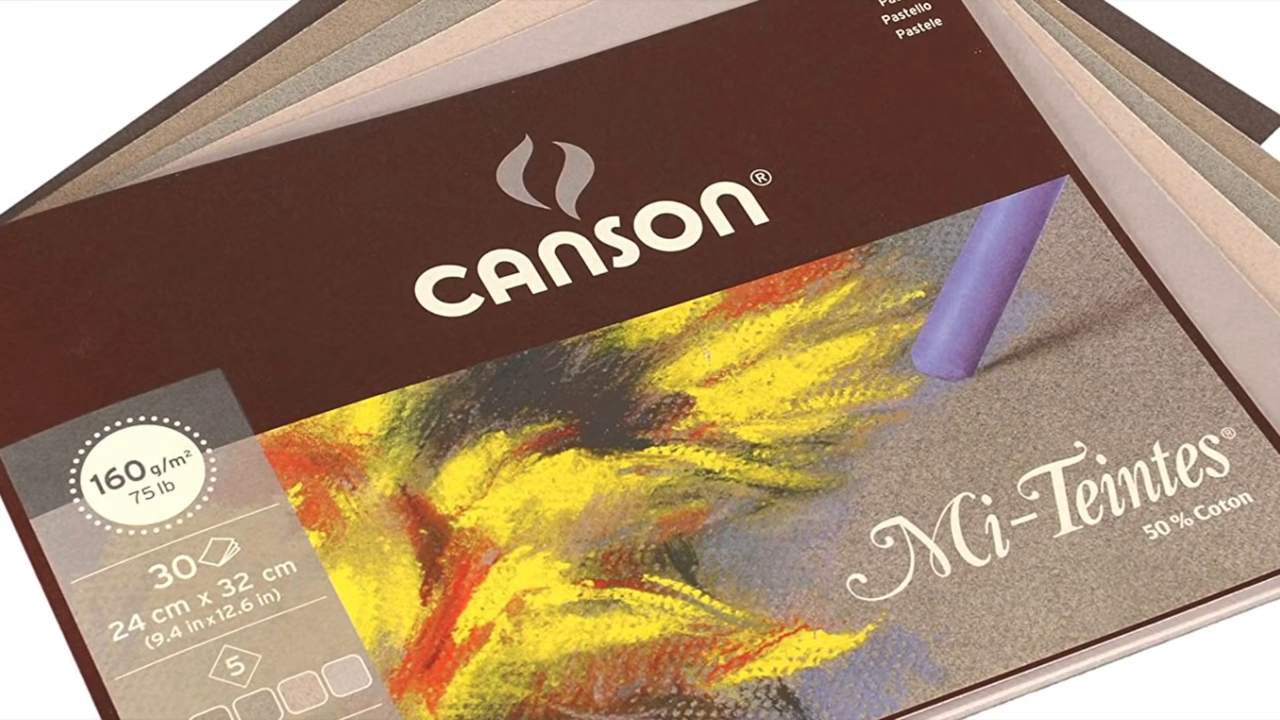 Pastello
Pastele
CANSON®
160 g/m²
75 lb
30
24 cm x 32 cm
(9.4 in x 12.6 in)
5
Mi-Teintes®
50 % Coton